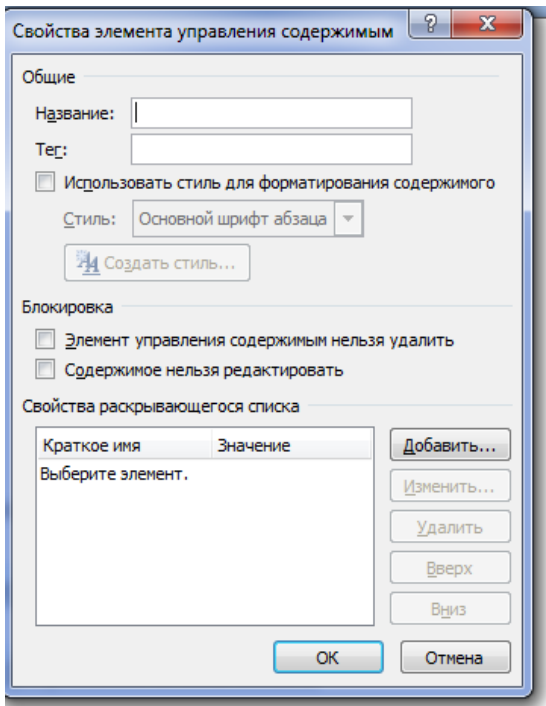 Свойства элемента управления содержимым
Общие
Название:
Тег:
Использовать стиль для форматирования содержимого
Стиль: Основной шрифт абзаца
Создать стиль...
Блокировка
Элемент управления содержимым нельзя удалить
Содержимое нельзя редактировать
Свойства раскрывающегося списка
Краткое имя Значение Добавить...
Выберите элемент.
Изменить...
Удалить
Вверх
Вниз
ОК Отмена